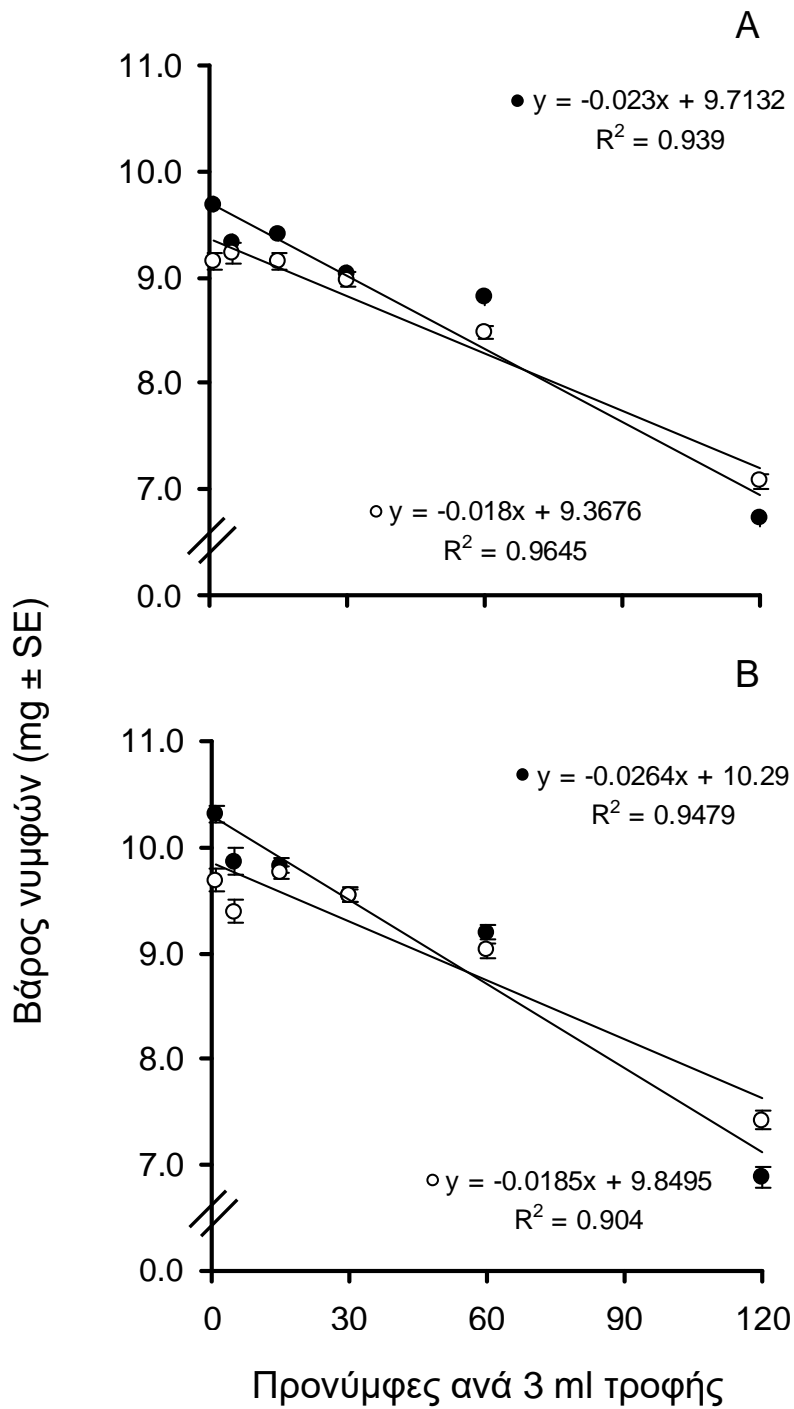 A
11.0
y = -0.023x + 9.7132
R² = 0.939
10.0
9.0
8.0
7.0
y = -0.018x + 9.3676
R² = 0.9645
0.0
Βάρος νυμφών (mg ± SE)
B
11.0
y = -0.0264x + 10.29
R² = 0.9479
10.0
9.0
8.0
7.0
y = -0.0185x + 9.8495
R² = 0.904
0.0
0 30 60 90 120
Προνύμφες ανά 3 ml τροφής